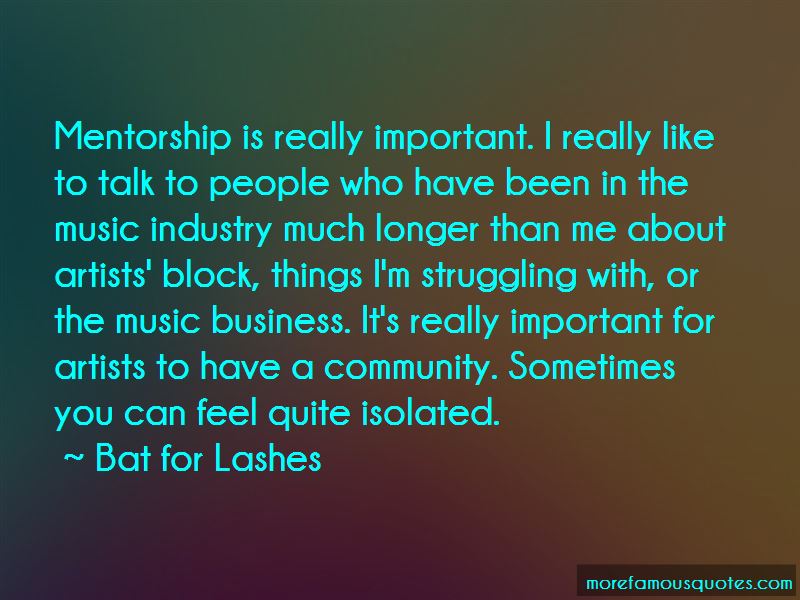 Mentorship is really important. I really like
to talk to people who have been in the
music industry much longer than me about
artists' block, things I'm struggling with, or
the music business. It's really important for
artists to have a community. Sometimes
you can feel quite isolated.
~ Bat for Lashes
morefamousquotes.com